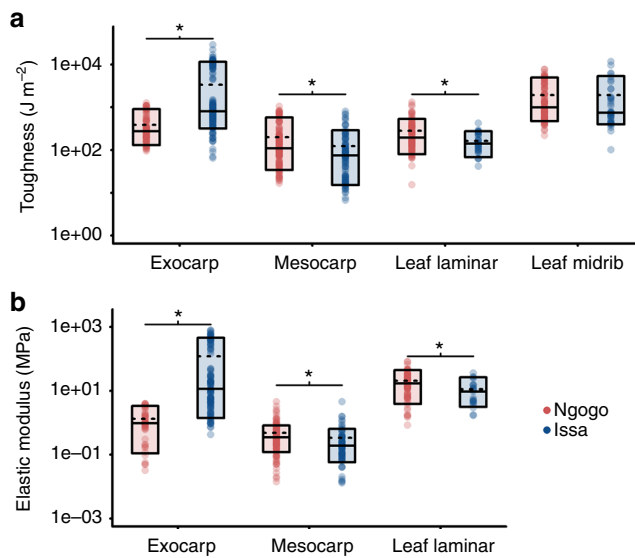 a
*
1e+04
*
*
1e+02
1e+00
Toughness (J m−2)
Exocarp Mesocarp Leaf laminar Leaf midrib
b
1e+03
*
*
*
1e+01
1e−01
1e−03
Elastic modulus (MPa)
Exocarp Mesocarp Leaf laminar
Ngogo
Issa